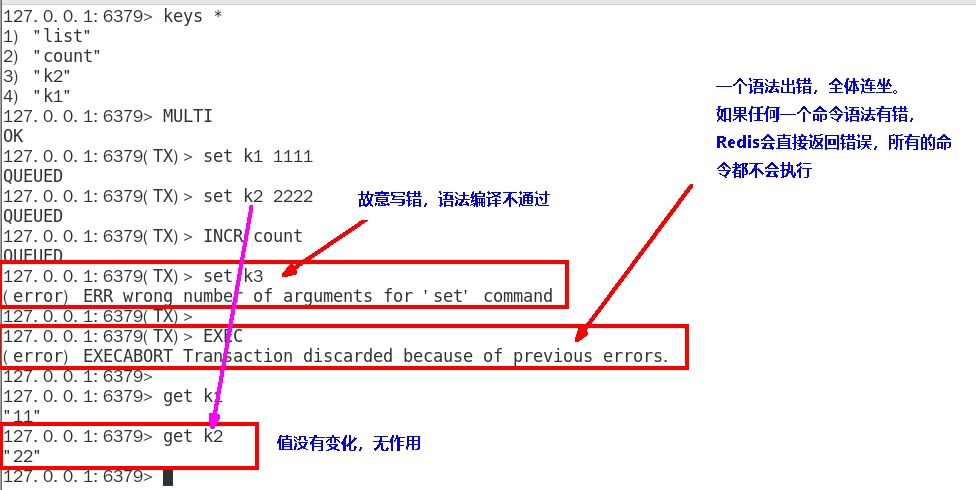 127.0.0.1:6379> keys *
1) "list"
2) "count"
3) "k2"
4) "k1"
127.0.0.1:6379> MULTI
OK
127.0.0.1:6379(TX)> set k1 1111
QUEUED
127.0.0.1:6379(TX)> set k2 2222
QUEUED
127.0.0.1:6379(TX)> INCR count
QUEUED
127.0.0.1:6379(TX)> set k3
(error) ERR wrong number of arguments for 'set' command
127.0.0.1:6379(TX)>
127.0.0.1:6379(TX)> EXEC
(error) EXECABORT Transaction discarded because of previous errors.
127.0.0.1:6379>
127.0.0.1:6379> get k1
"11"
127.0.0.1:6379> get k2
"22"
127.0.0.1:6379>
一个语法出错，全体连坐。
如果任何一个命令语法有错，
Redis会直接返回错误，所有的命
令都不会执行
故意写错，语法编译不通过
值没有变化，无作用